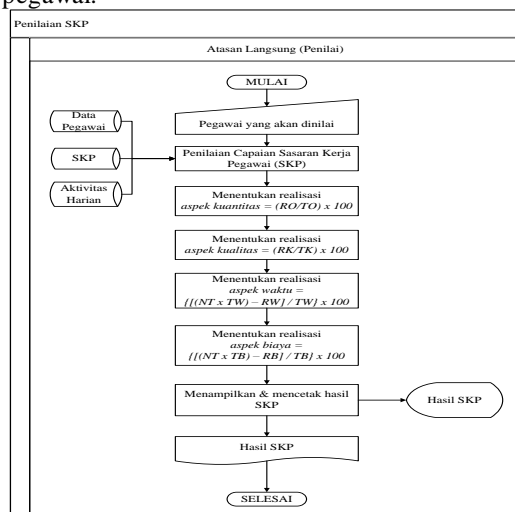 pegawai.
Penilaian SKP
Atasan Langsung (Penilai)
MULAI
Pegawai yang akan dinilai
Data
Pegawai
SKP
Aktivitas
Harian
Penilaian Capaian Sasaran Kerja
Pegawai (SKP)
Menentukan realisasi
aspek kuantitas = (RO/TO) x 100
Menentukan realisasi
aspek kualitas = (RK/TK) x 100
Menentukan realisasi
aspek waktu =
{[(NT x TW) – RW] / TW} x 100
Menentukan realisasi
aspek biaya =
{[(NT x TB) – RB] / TB} x 100
Menampilkan & mencetak hasil
SKP
Hasil SKP
Hasil SKP
SELESAI